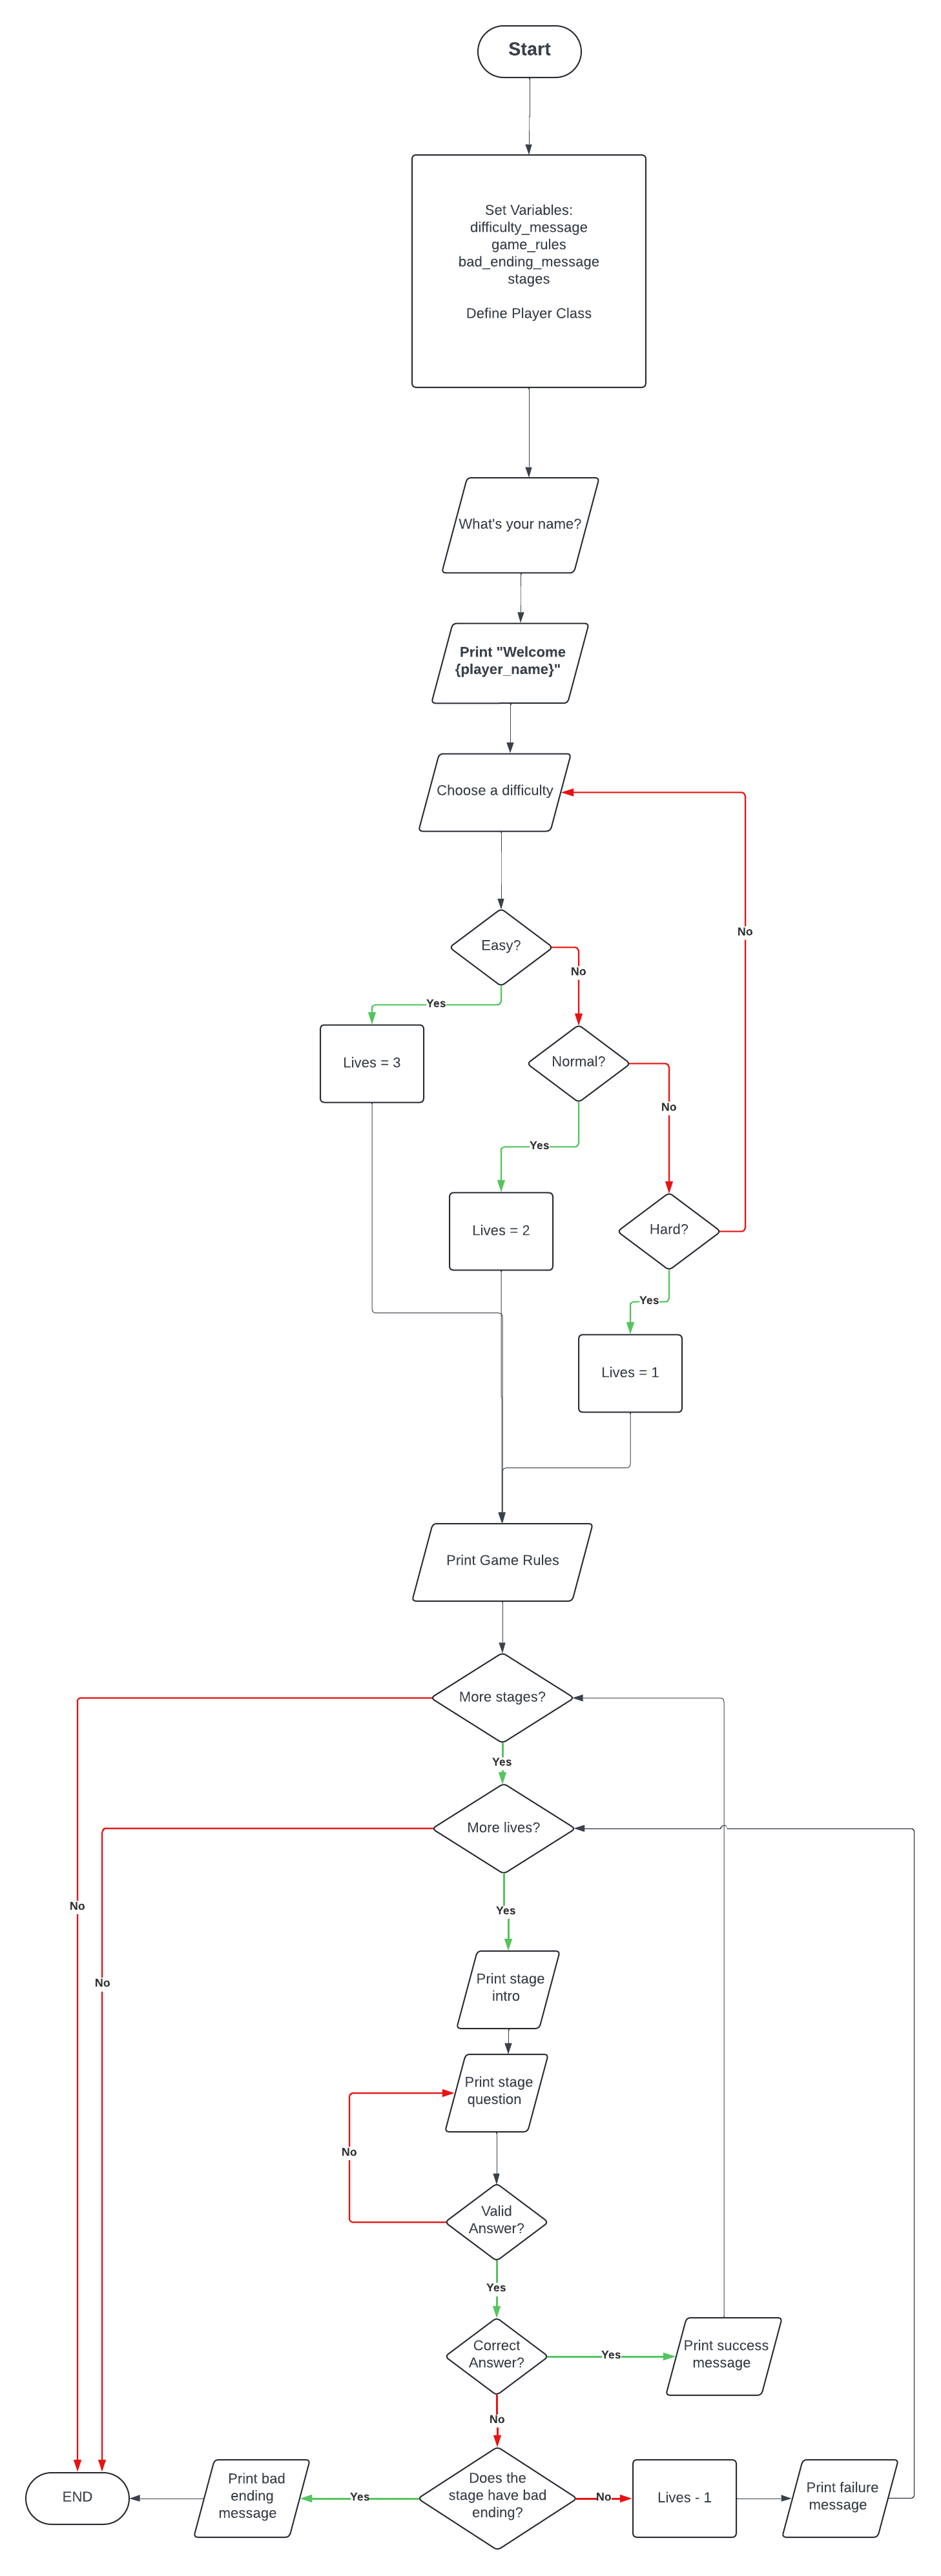 Start
Set Variables:
difficulty_message
game_rules
bad_ending_message
stages
Define Player Class
What's your name?
Print "Welcome
{player_name}"
Choose a difficulty
No
Easy?
No
Yes
Lives = 3
Normal?
No
Yes
Lives = 2
Hard?
Yes
Lives = 1
Print Game Rules
More stages?
Yes
More lives?
No
Yes
No
Print stage
intro
Print stage
question
No
Valid
Answer?
Yes
Correct
Answer?
Yes
Print success
message
No
Does the
stage have bad
ending?
Yes
Print bad
ending
message
END
No
Lives - 1
Print failure
message